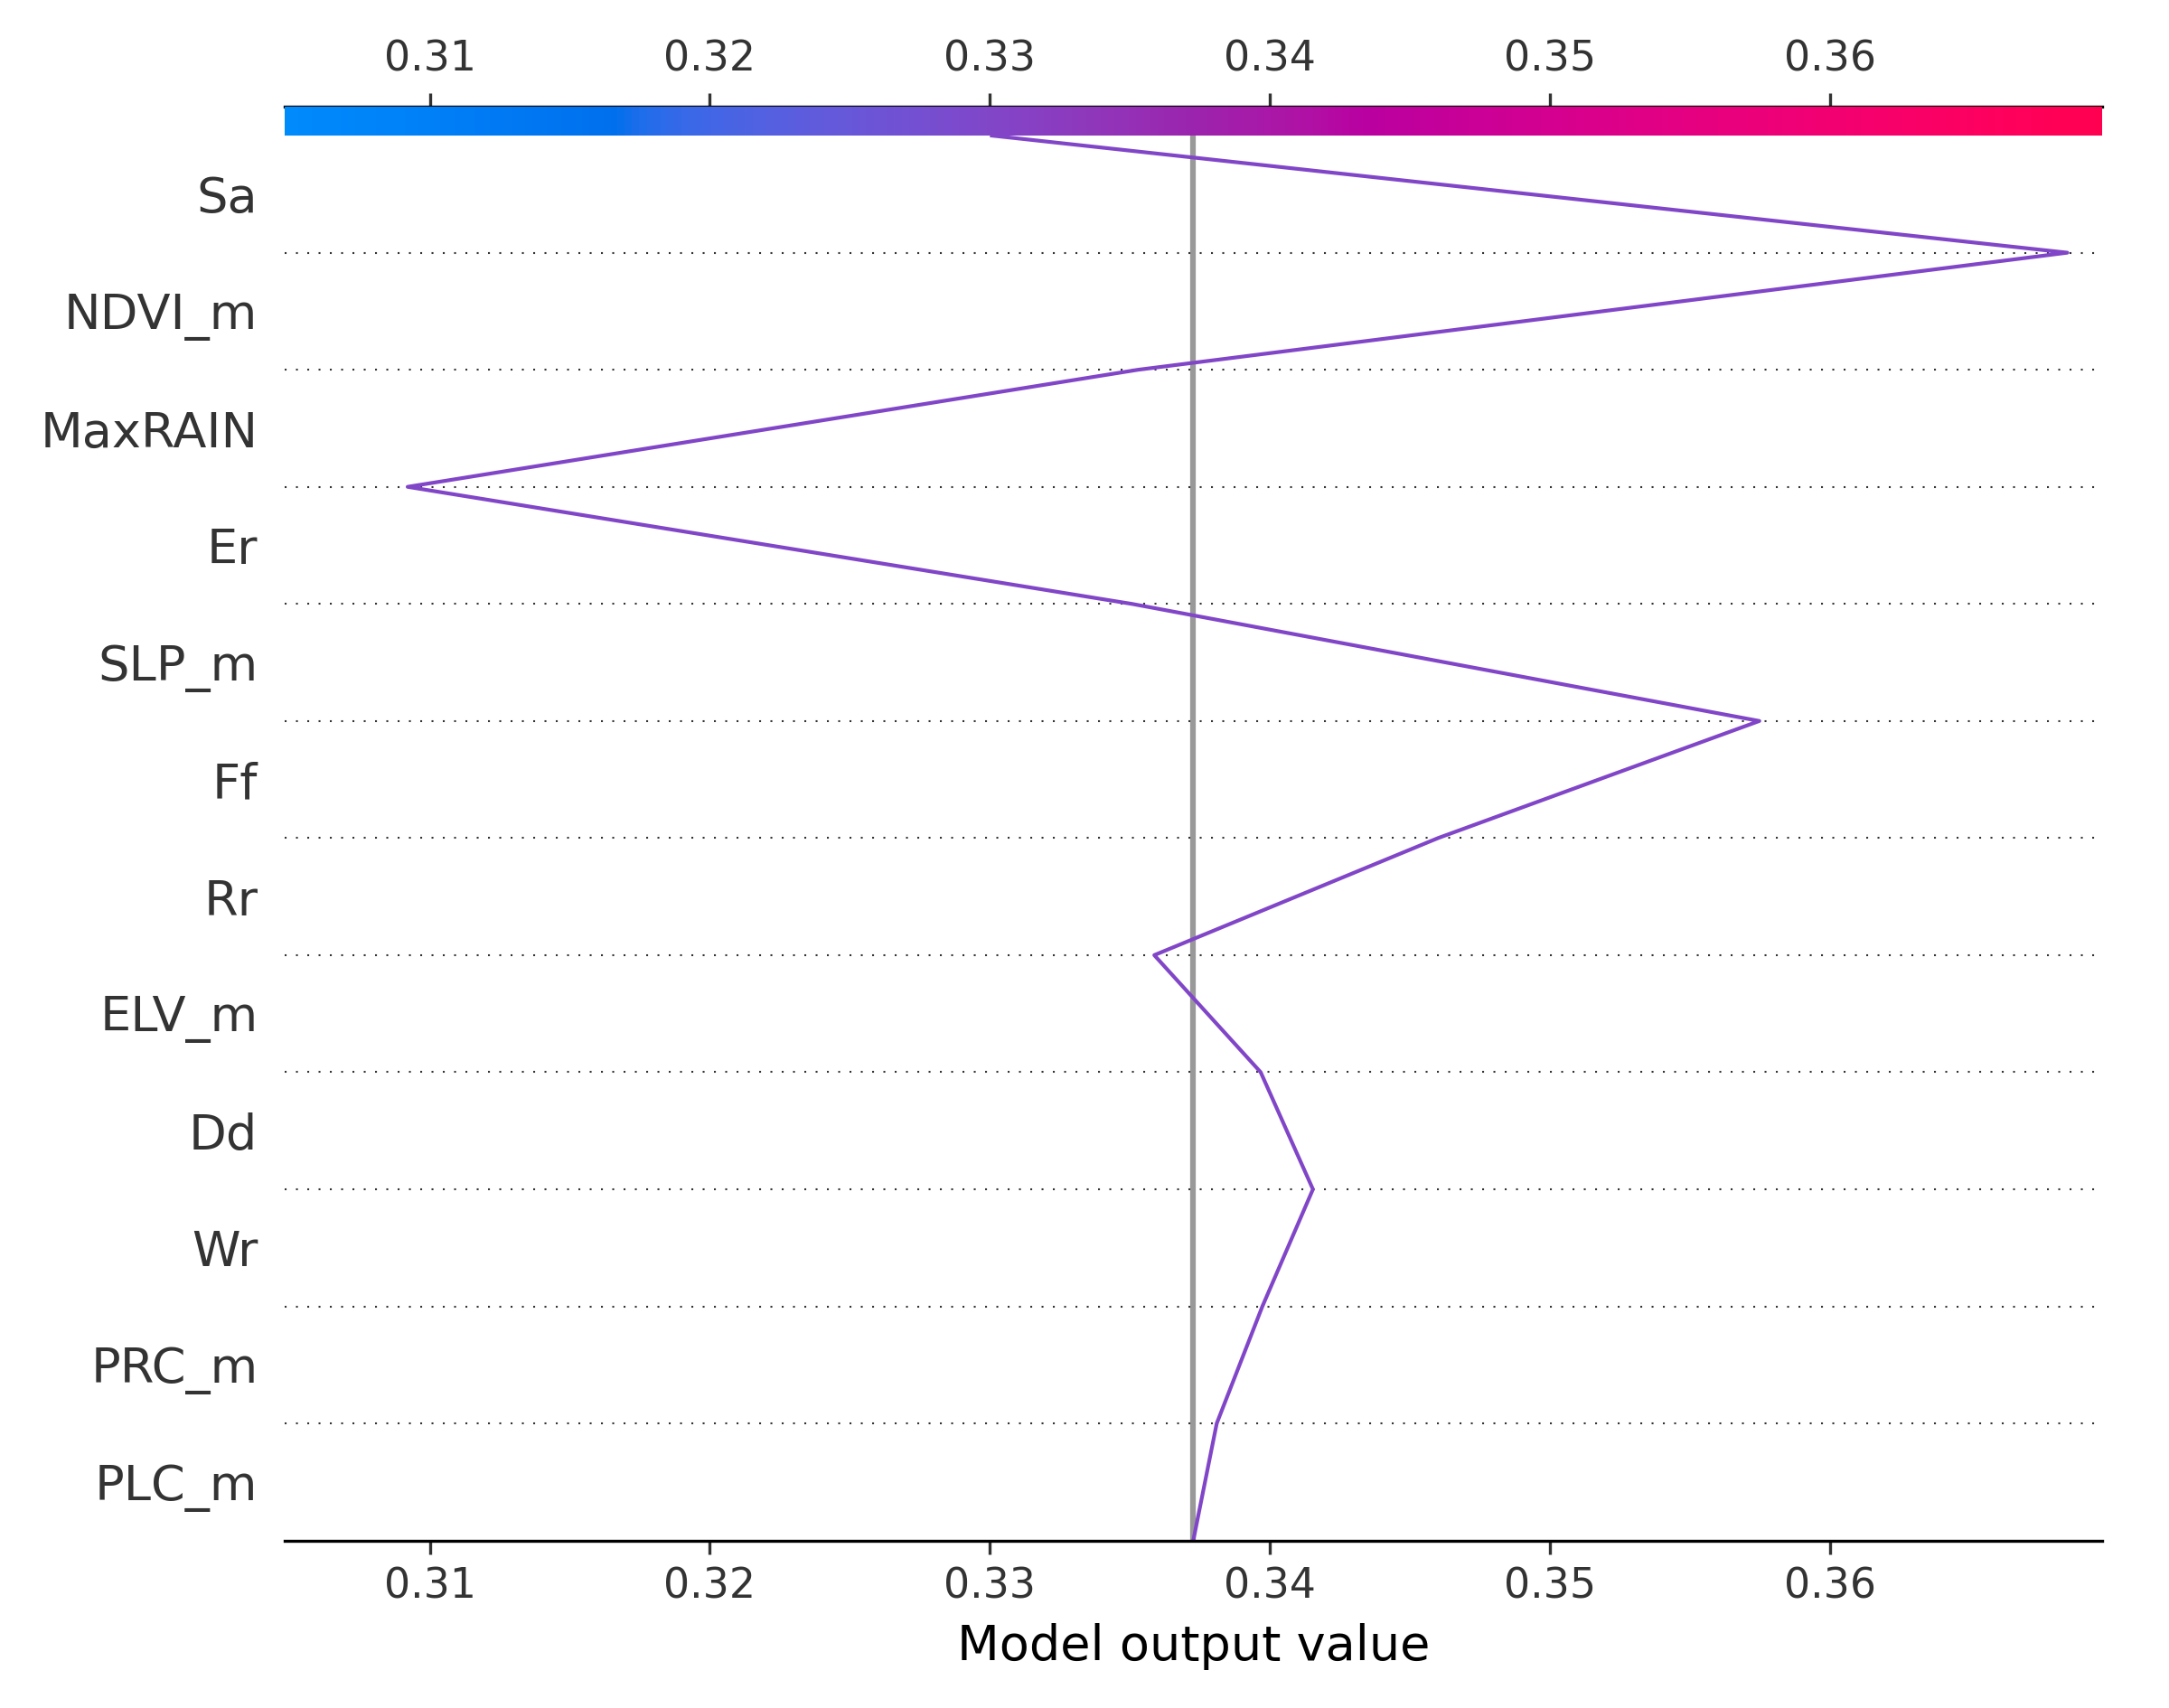 0.31 0.32 0.33 0.34 0.35 0.36
Sa
NDVI_m
MaxRAIN
Er
SLP_m
Ff
Rr
ELV_m
Dd
Wr
PRC_m
PLC_m
0.31 0.32 0.33 0.34 0.35 0.36
Model output value